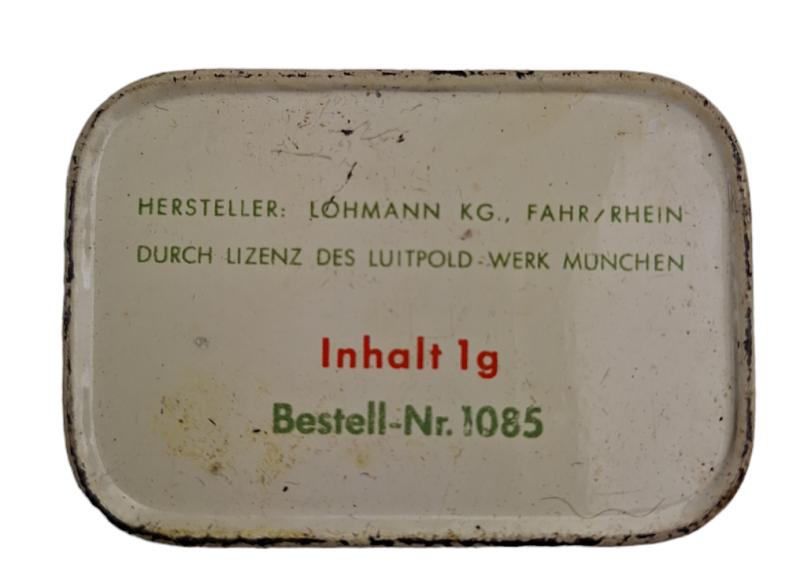 HERSTELLER: LOHMANN KG., FAHR/RHEIN
DURCH LIZENZ DES LUITPOLD-WERK MÜNCHEN
Inhalt 1g
Bestell-Nr. 1085